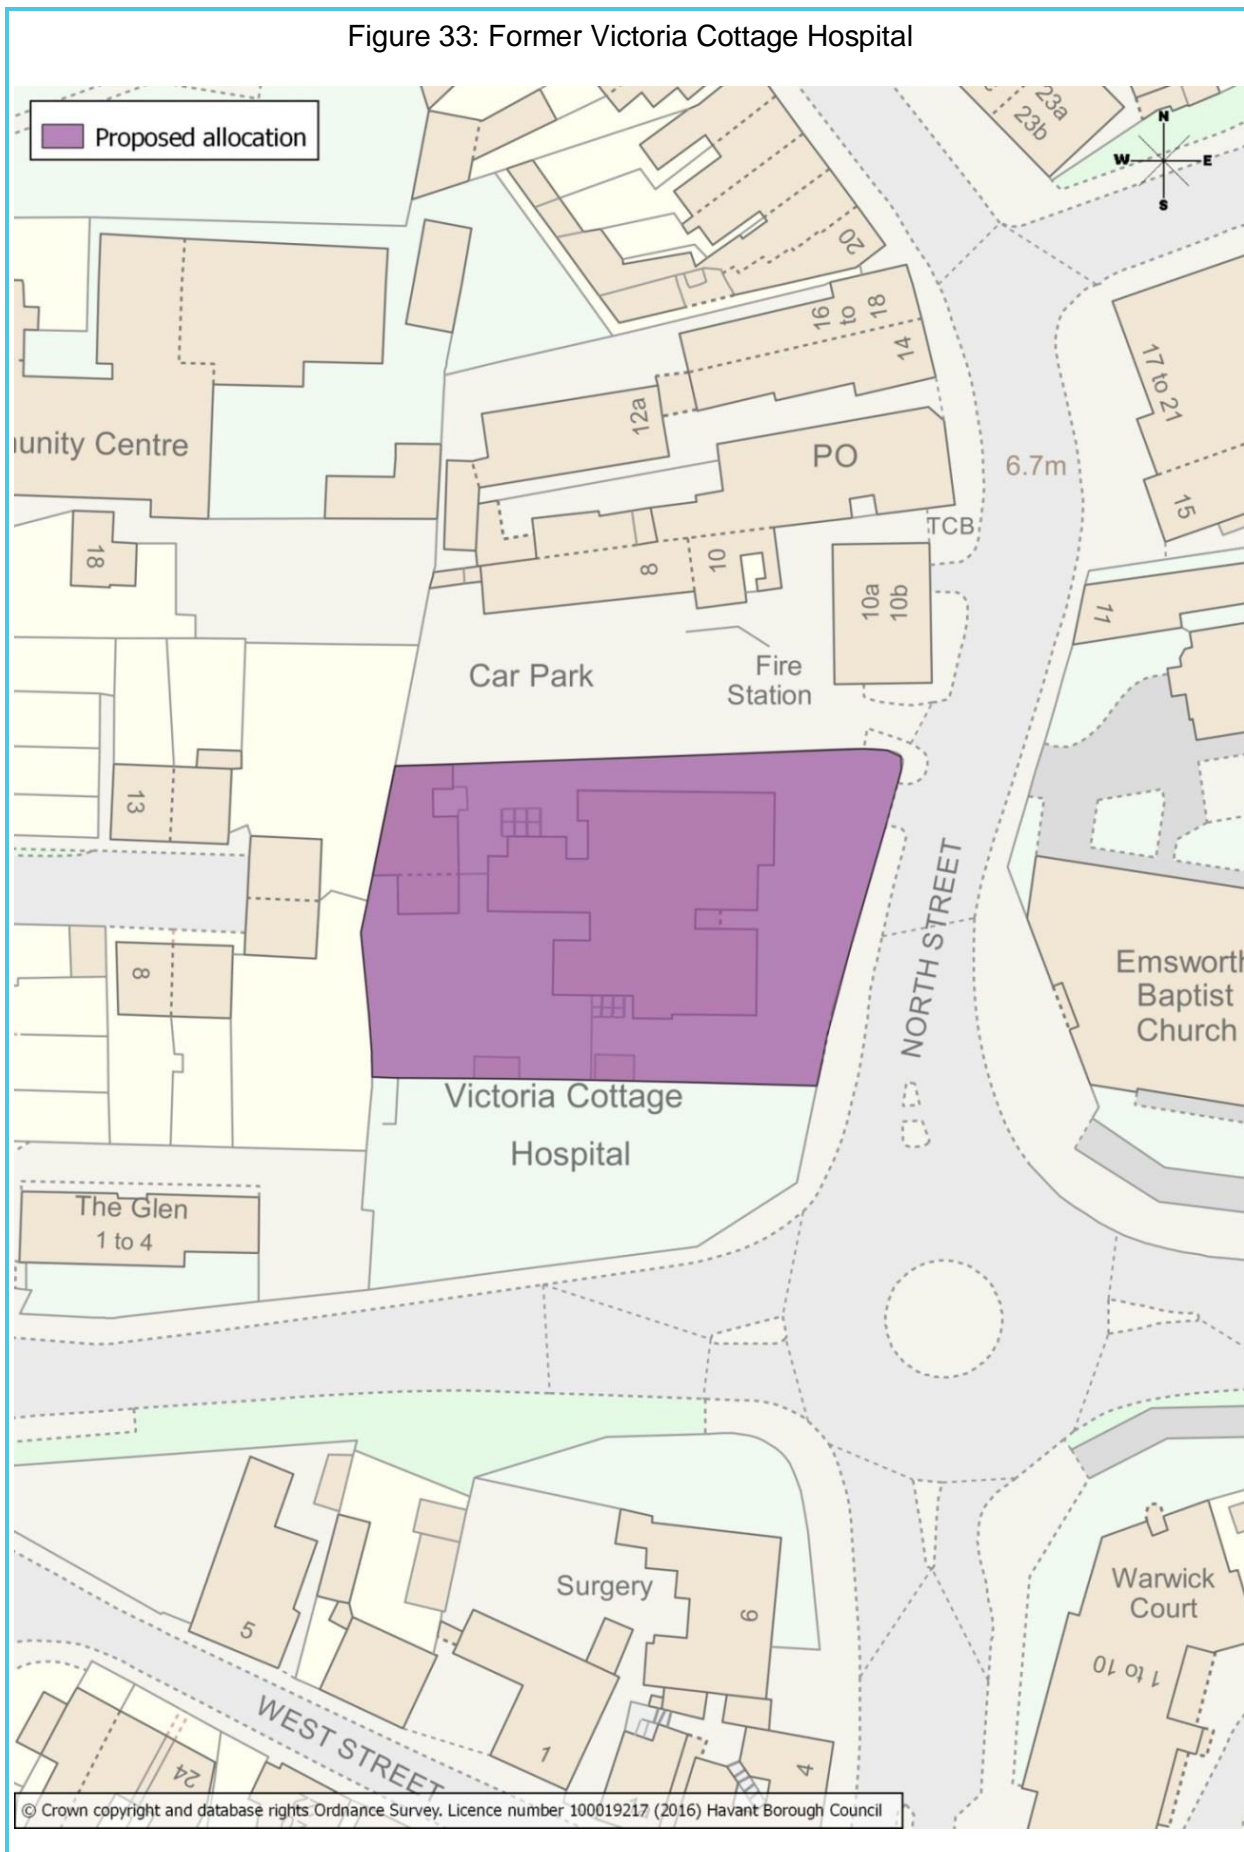 Figure 33: Former Victoria Cottage Hospital
Proposed allocation
23a
23b
N
W
E
S
20
16
to
18
14
17 to 21
12a
unity Centre
PO
6.7m
15
TCB
18
8
10
10a
10b
11
Car Park
Fire
Station
13
NORTH STREET
8
Emsworth
Baptist
Church
Victoria Cottage
Hospital
The Glen
1 to 4
Surgery
6
Warwick
Court
1 to 10
5
WEST STREET
1
4
24
© Crown copyright and database rights Ordnance Survey. Licence number 100019217 (2016) Havant Borough Council